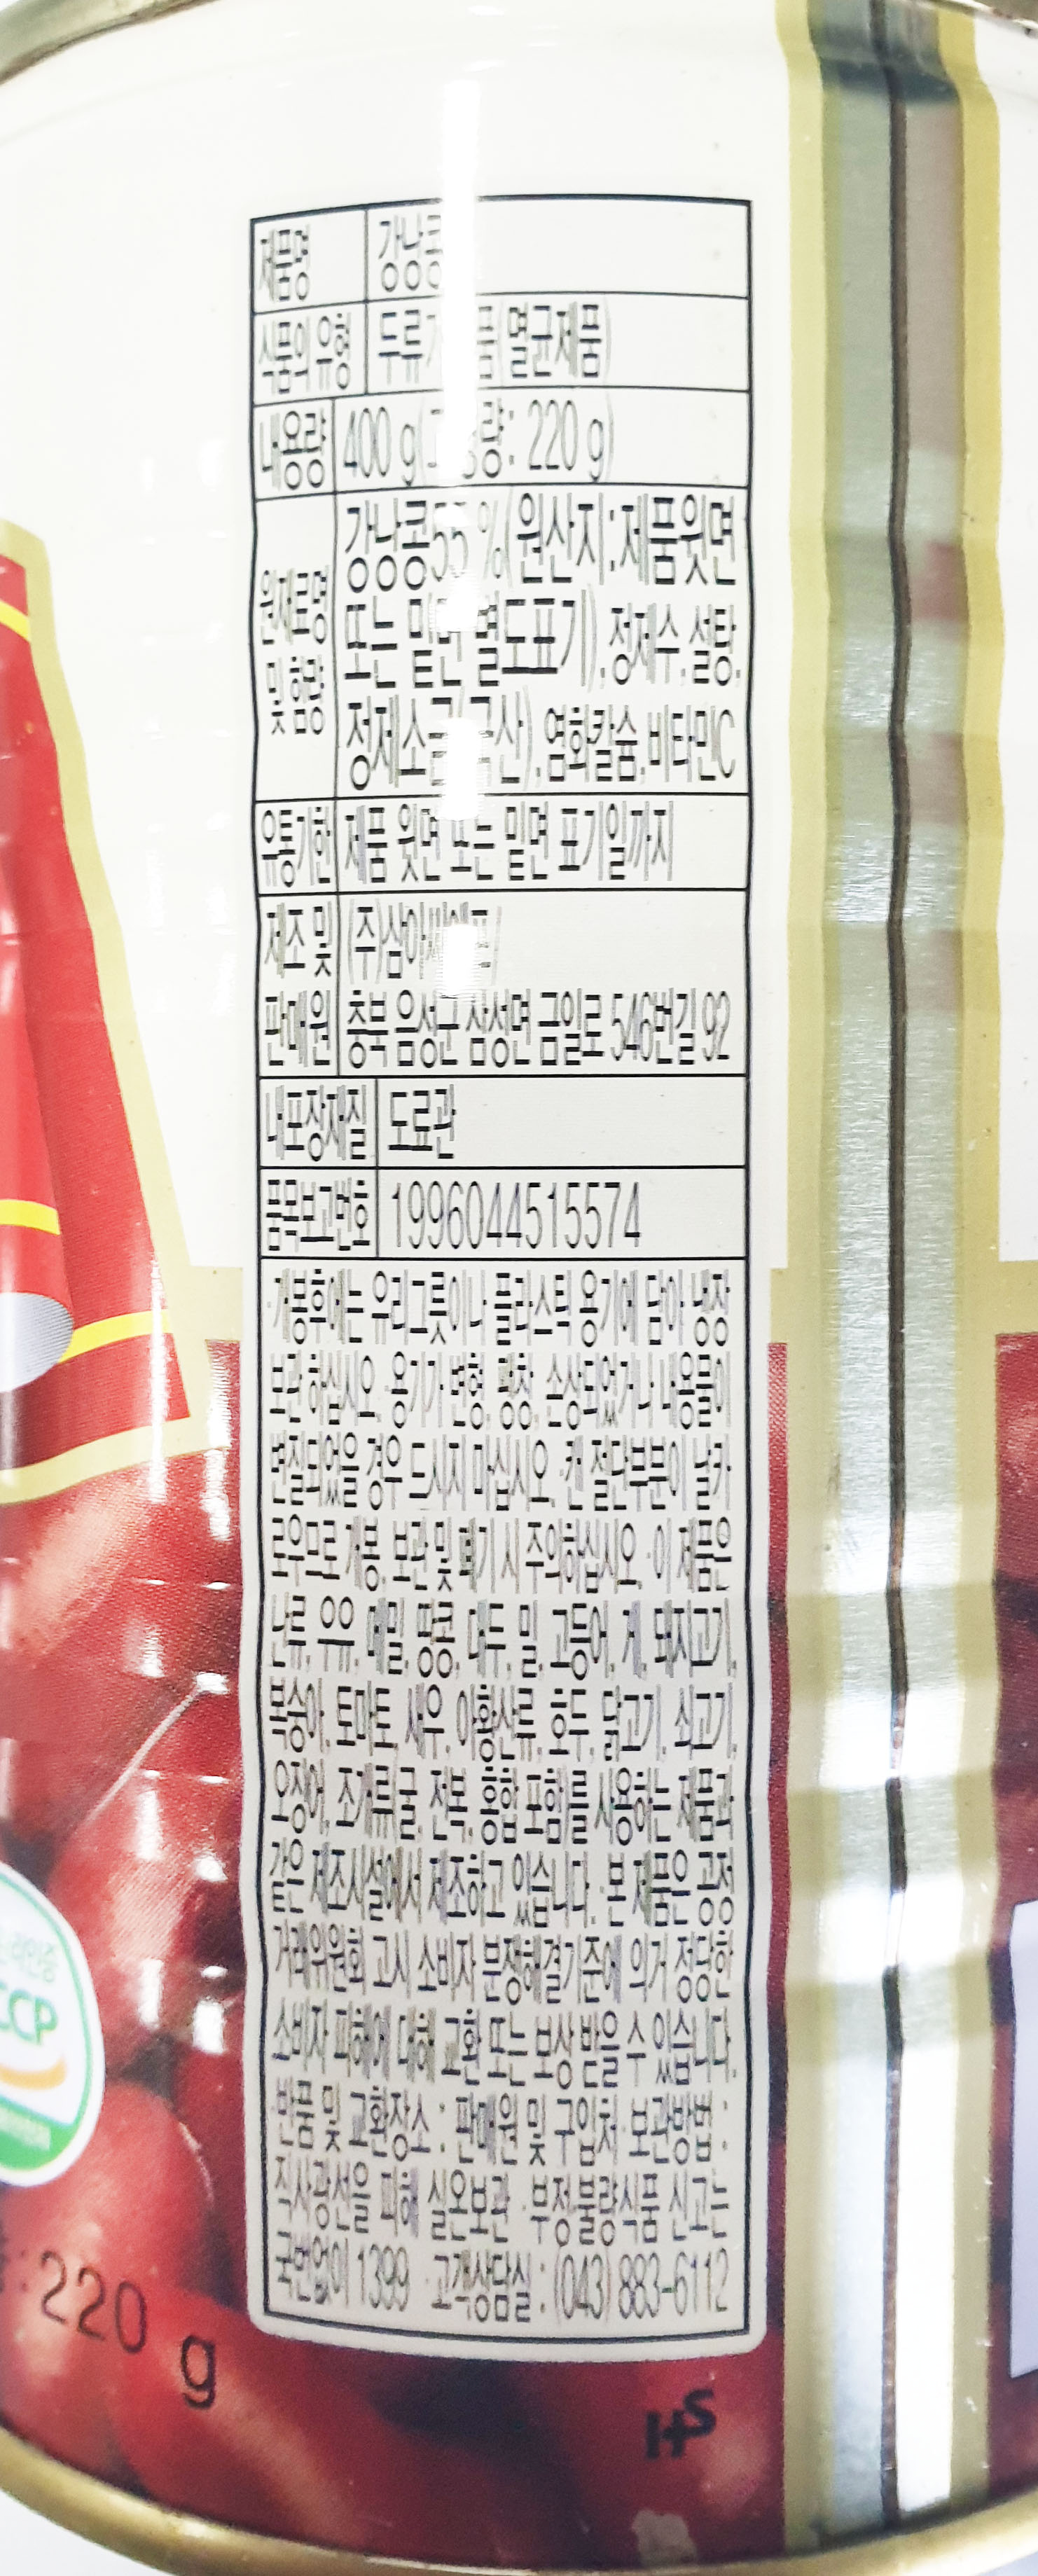 제품명 강낭콩
식품의 유형 두류가 품(멸균제품)
내용량 400 g 량: 220 g)
원재료명 및 함량 강낭콩55 %(원산지:제품윗면
또는 밑면 별도표기),정제수,설탕,
정제소금(국산),염화칼슘,비타민C
유통기한 제품 윗면 또는 밑면 표기일까지
제조 및 판매원 (주)삼아씨에프
충북 음성군 삼성면 금일로 546번길 92
내포장재질 도료관
품목보고번호 1996044515574
·개봉후에는 유리그릇이나 플라스틱 용기에 담아 냉장
보관 하십시오. 용기가 변형, 팽창, 손상되었거나 내용물이
변질되었을 경우 드시지 마십시오. 캔 절단부분이 날카
로우므로 개봉, 보관 및 폐기 시 주의하십시오. ·이 제품은
난류, 우유, 메밀, 땅콩, 대두, 밀, 고등어, 게, 돼지고기,
복숭아, 토마토, 새우, 아황산류, 호두, 닭고기, 쇠고기,
오징어, 조개류(굴, 전복, 홍합 포함)를 사용하는 제품과
같은 제조시설에서 제조하고 있습니다. ·본 제품은 공정
거래위원회 고시 소비자 분쟁해결기준에 의거 정당한
소비자 피해에 대해 교환 또는 보상 받을 수 있습니다.
·반품 및 교환장소 : 판매원 및 구입처 ·보관방법 :
직사광선을 피해 실온보관 ·부정·불량식품 신고는
국번없이 1399 ·고객상담실 : (043) 883-6112
CCP
: 220 g
HS